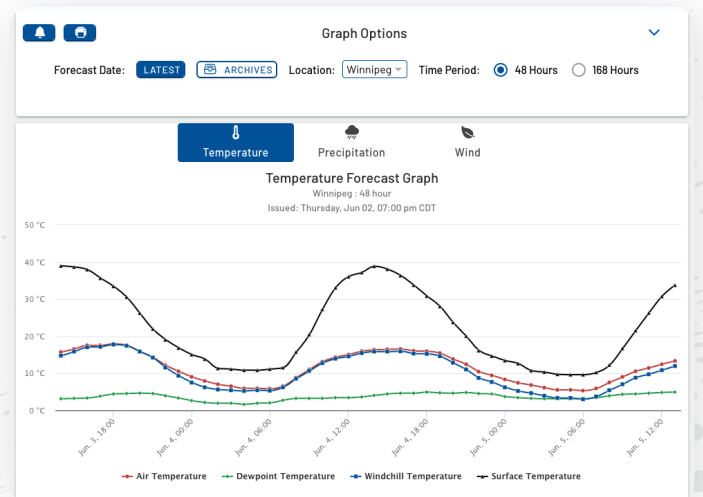 Graph Options
Forecast Date: LATEST ARCHIVES Location: Winnipeg Time Period: 48 Hours 168 Hours
Temperature Precipitation Wind
Temperature Forecast Graph
Winnipeg : 48 hour
Issued: Thursday, Jun 02, 07:00 pm CDT
50 °C
40 °C
30 °C
20 °C
10 °C
0 °C
Jun. 3, 18:00 Jun. 4, 00:00 Jun. 4, 06:00 Jun. 4, 12:00 Jun. 4, 18:00 Jun. 5, 00:00 Jun. 5, 06:00 Jun. 5, 12:00
Air Temperature Dewpoint Temperature Windchill Temperature Surface Temperature